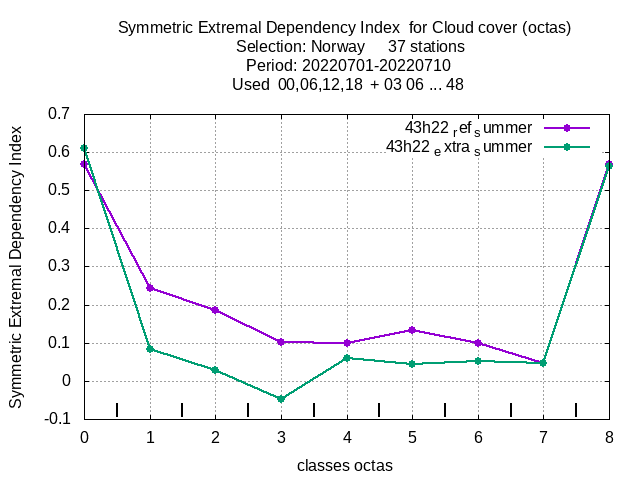 Symmetric Extremal Dependency Index for Cloud cover (octas)
Selection: Norway 37 stations
Period: 20220701-20220710
Used 00,06,12,18 + 03 06 ... 48
43h22 ref summer
43h22 extra summer
Symmetric Extremal Dependency Index
0.7
0.6
0.5
0.4
0.3
0.2
0.1
0
-0.1
0 1 2 3 4 5 6 7 8
classes octas